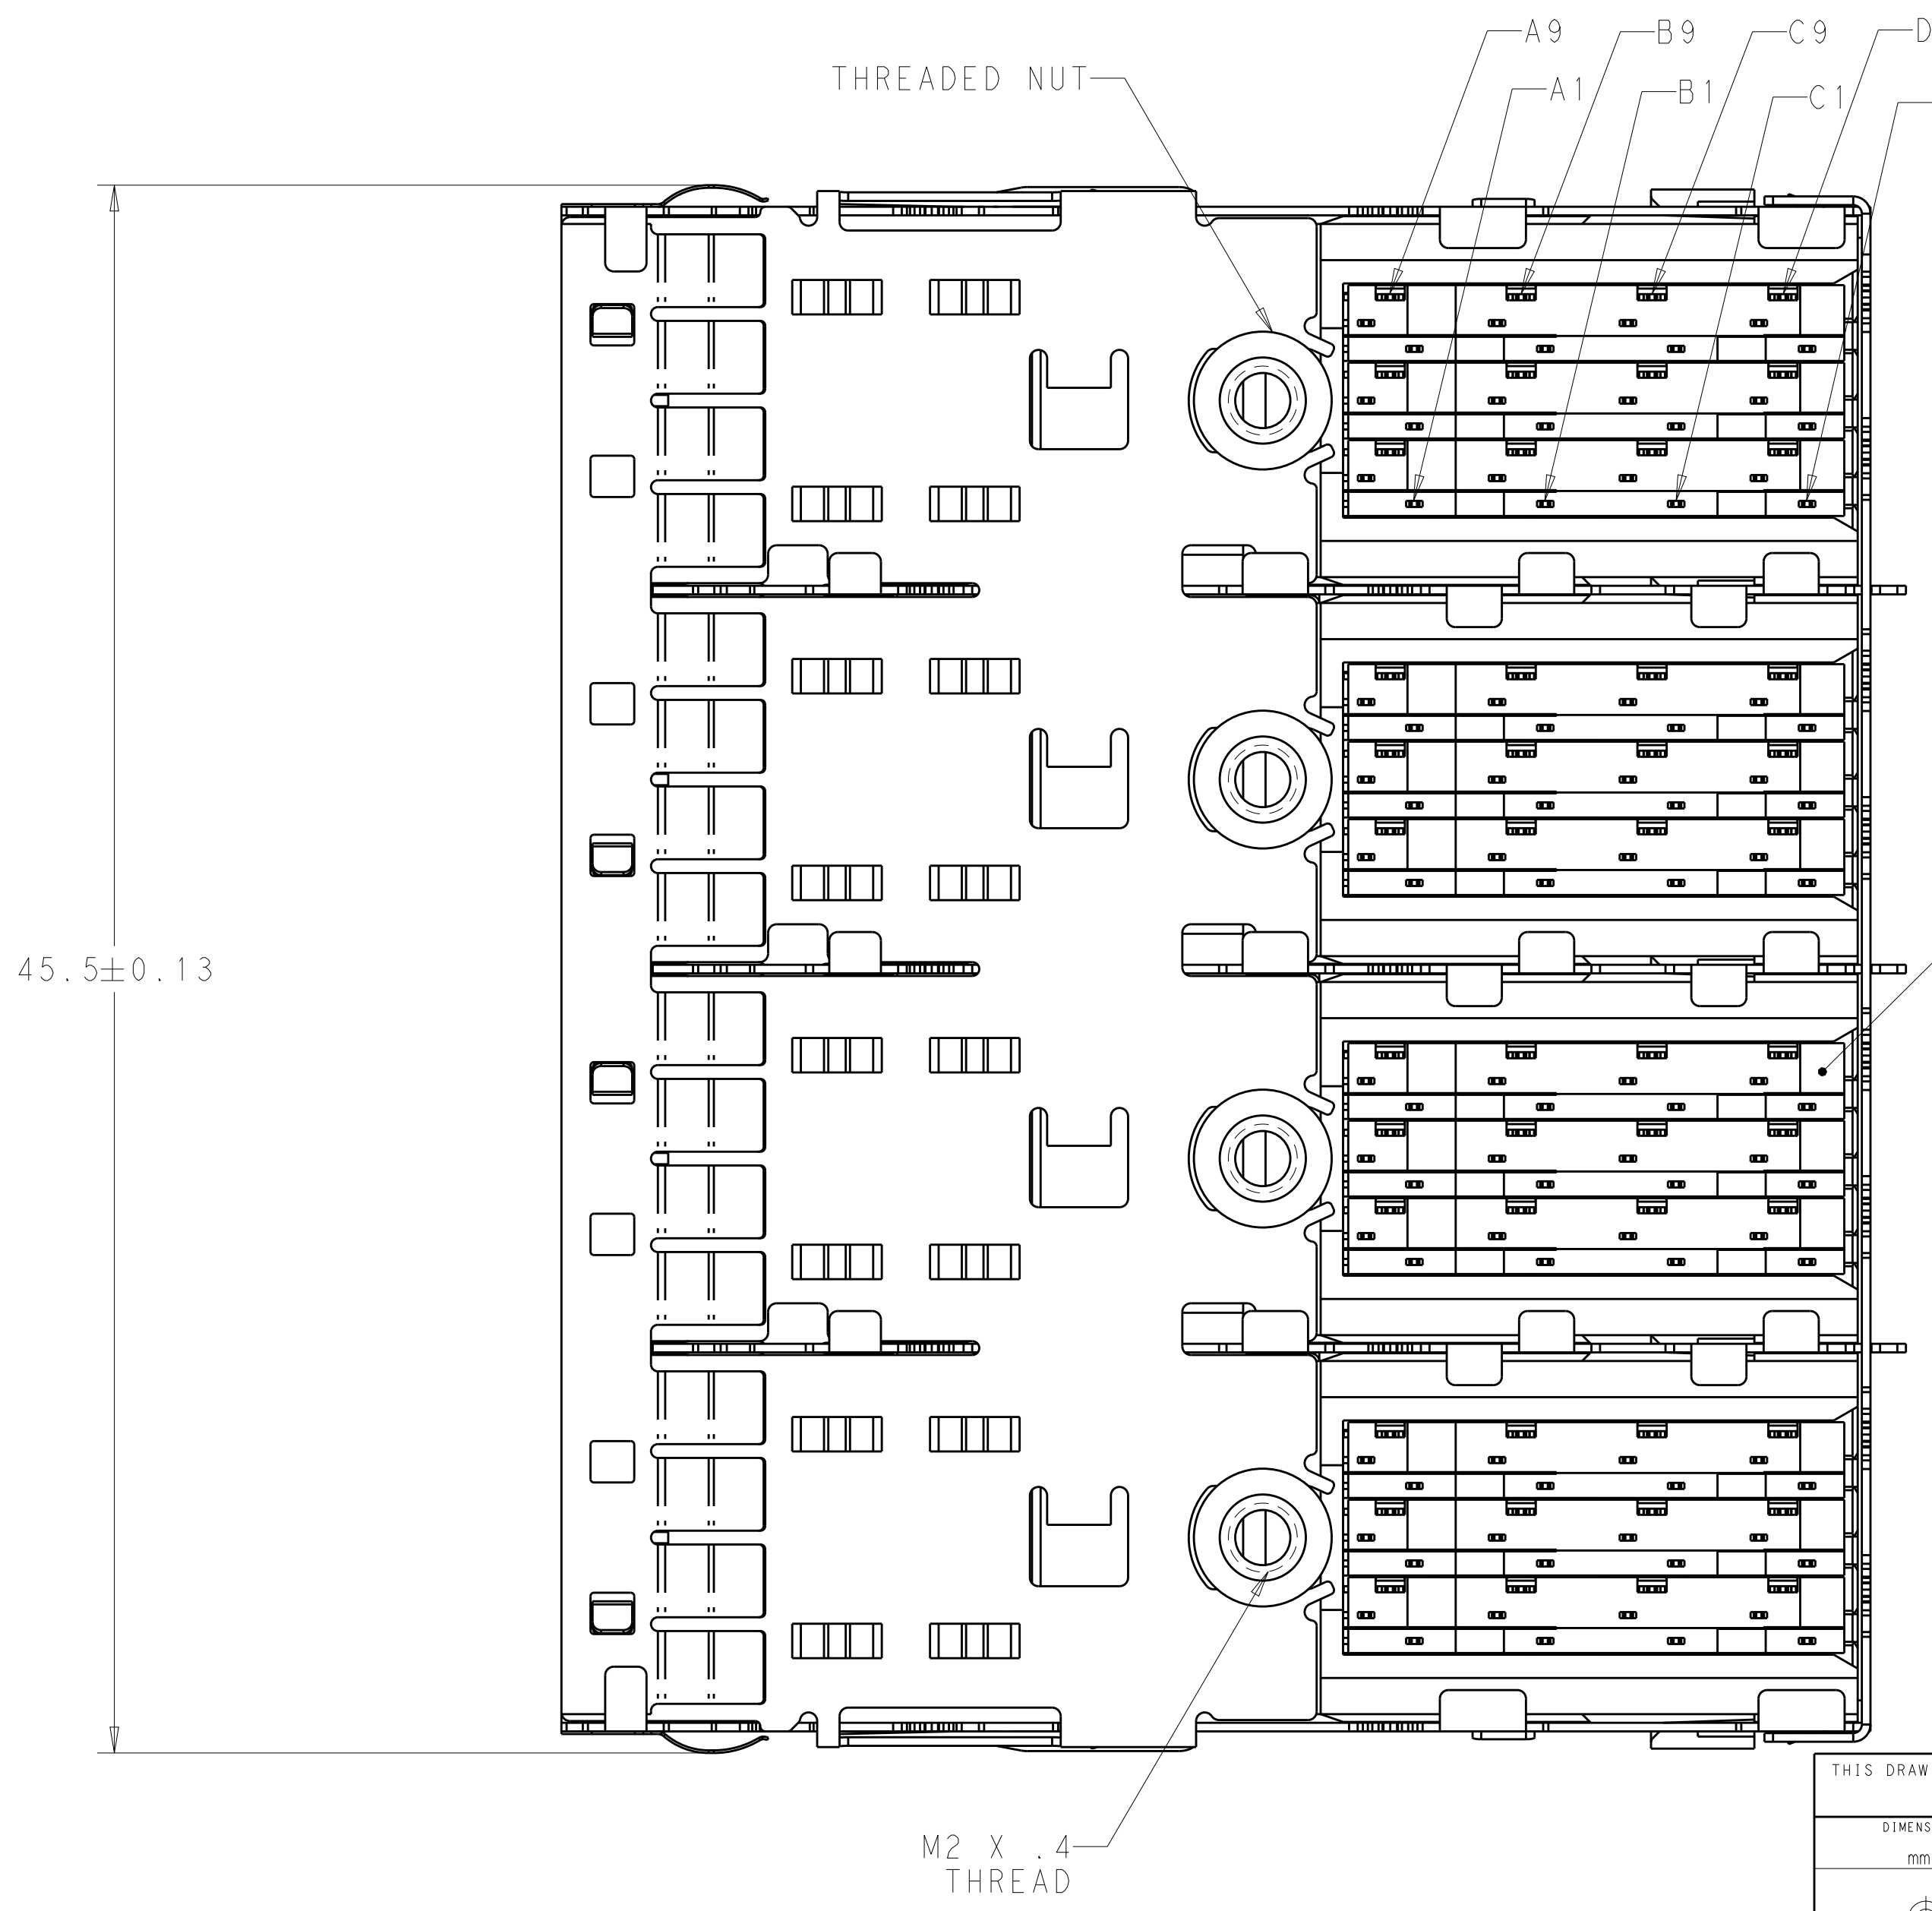 A9
B9
C9
D
THREADED NUT
A1
B1
C1
45.5±0.13
M2 X .4
THREAD
THIS DRAW
DIMENS
mm